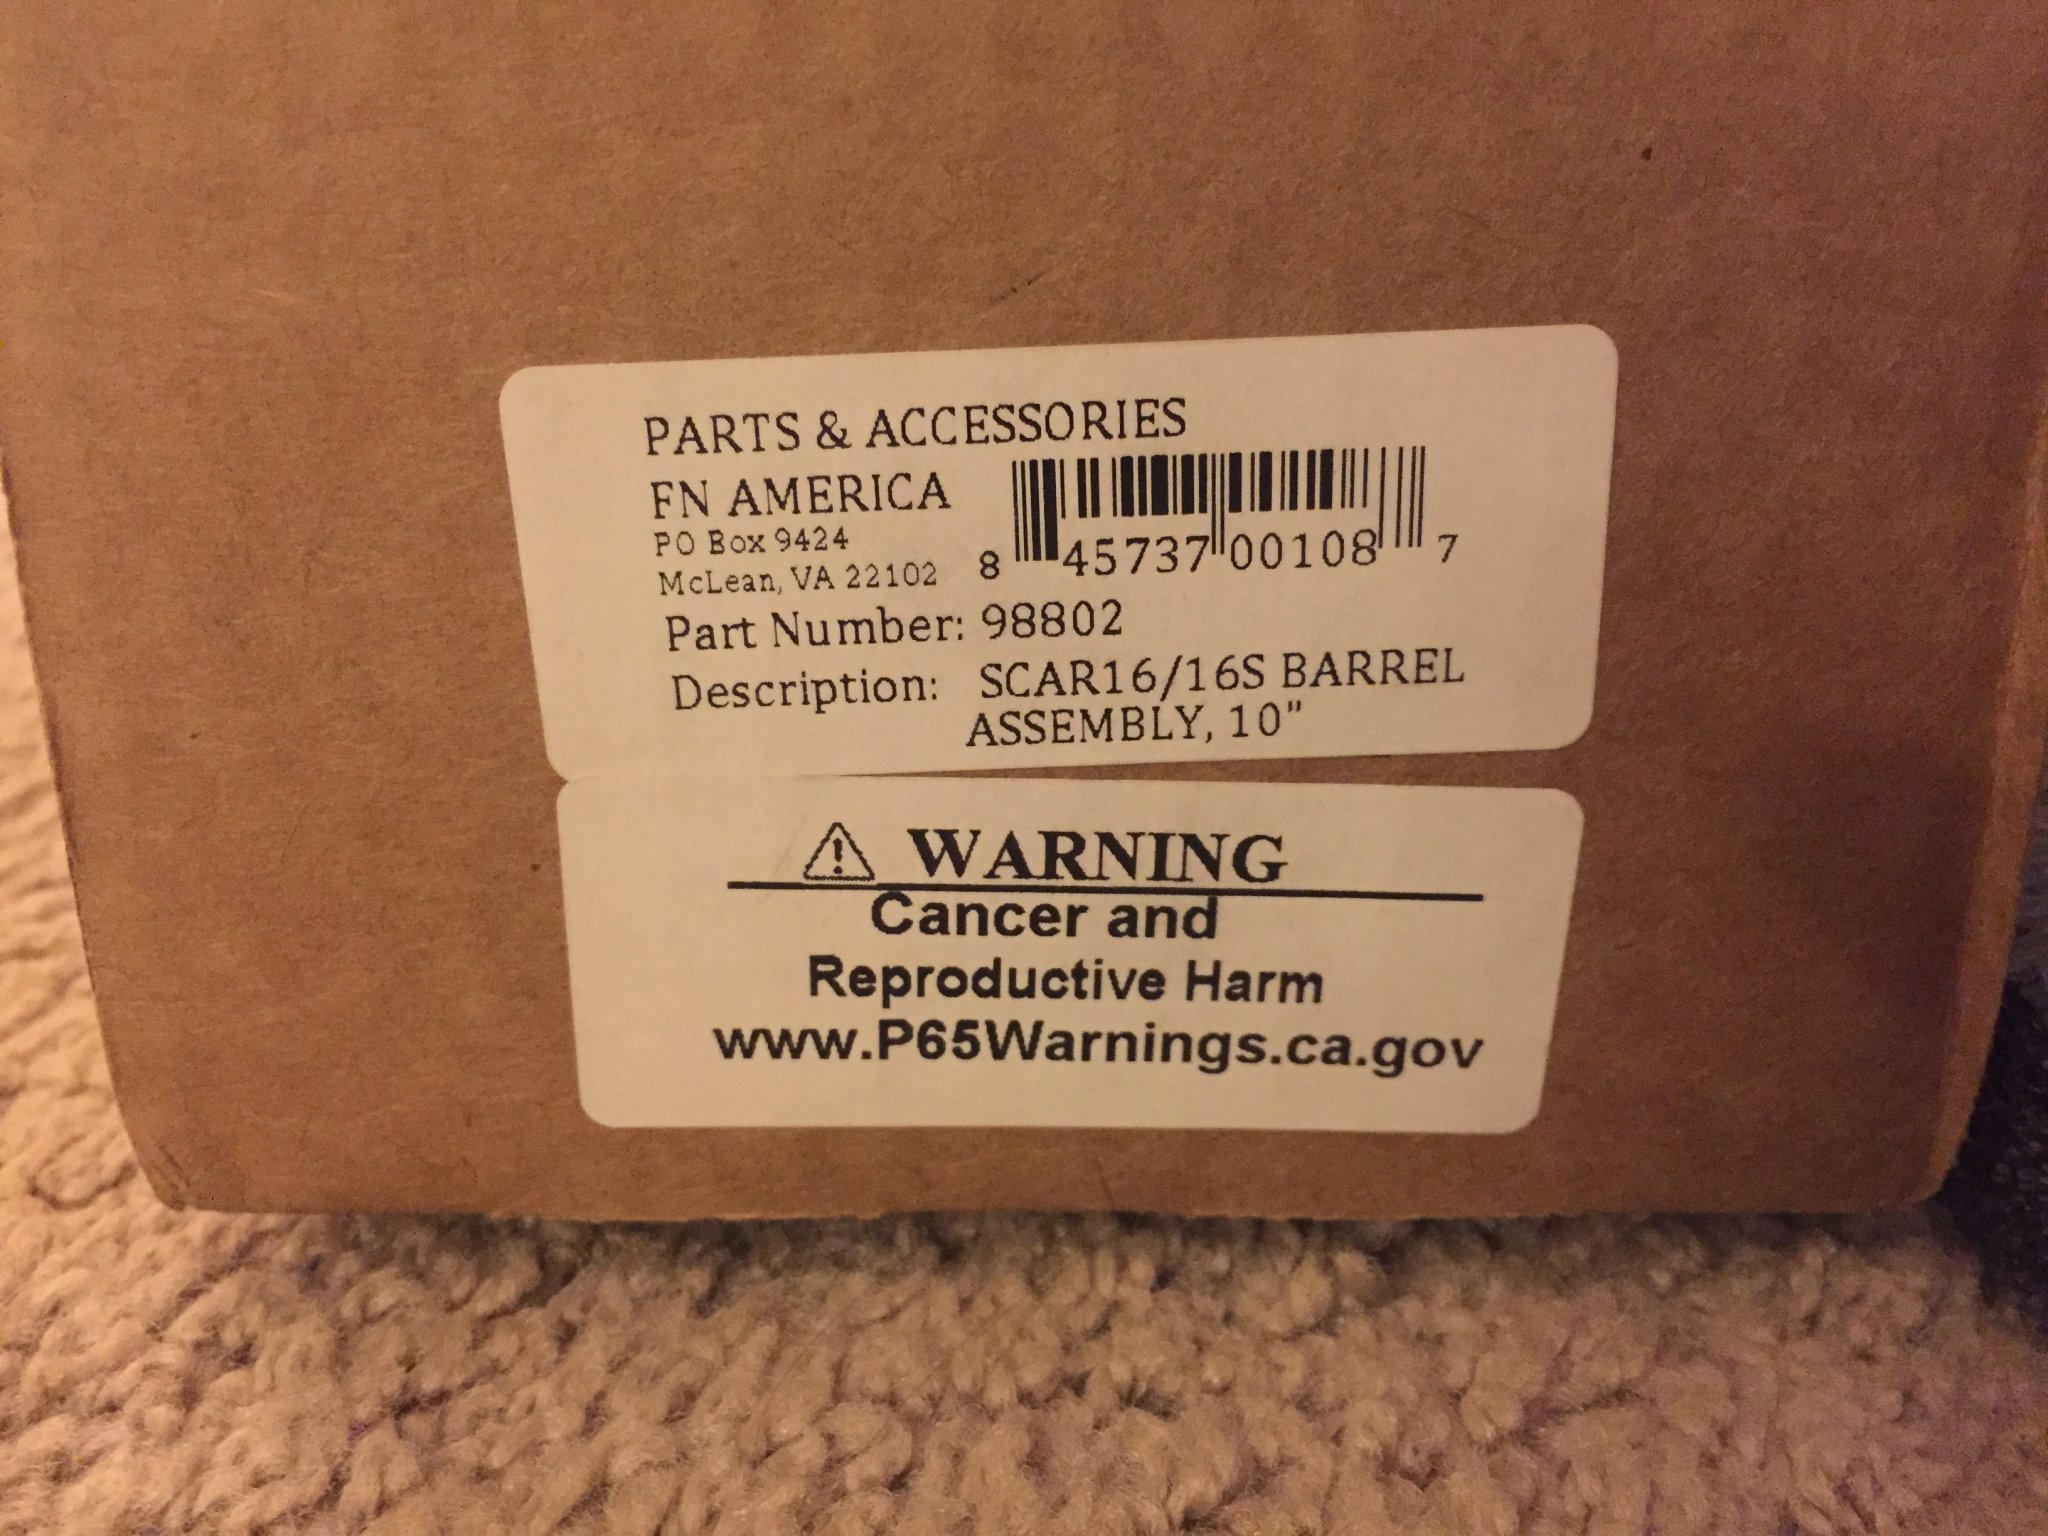 PARTS & ACCESSORIES
FN AMERICA
PO Box 9424
McLean, VA 22102
8 45737 00108 7
Part Number: 98802
Description: SCAR16/16S BARREL
ASSEMBLY, 10"
WARNING
Cancer and
Reproductive Harm
www.P65Warnings.ca.gov